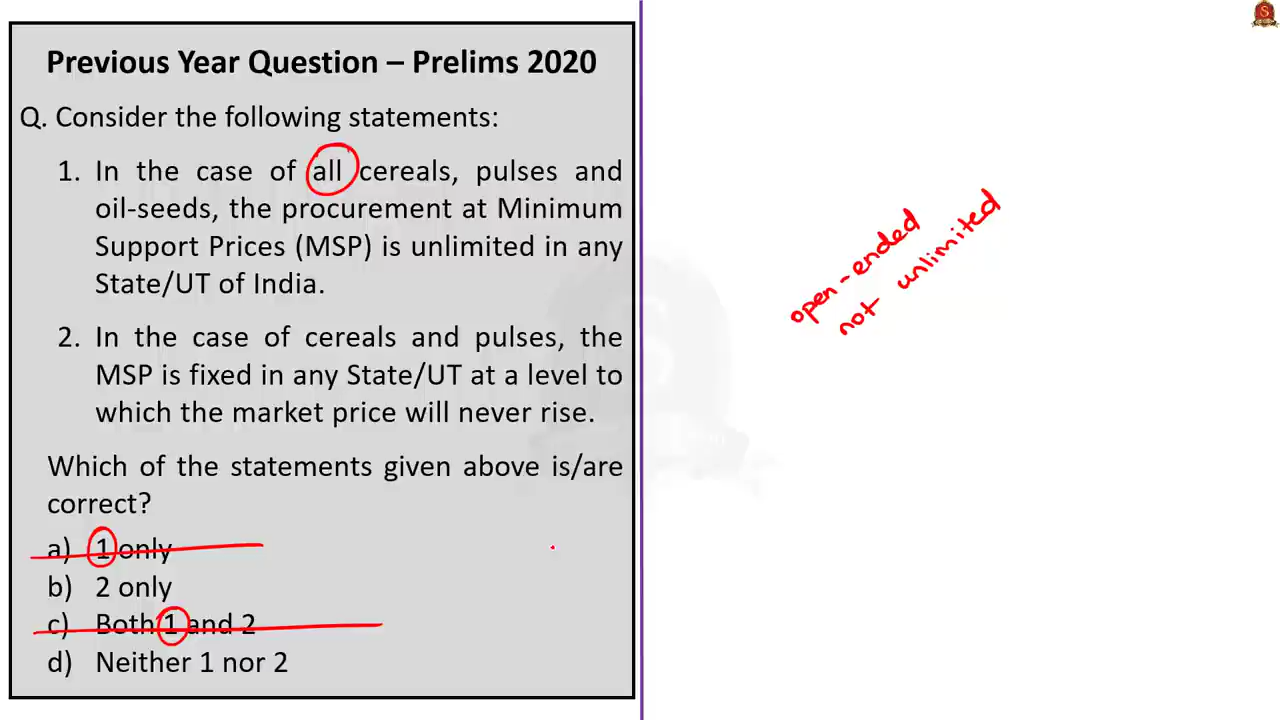 Previous Year Question – Prelims 2020
Q. Consider the following statements:
1. In the case of all cereals, pulses and
oil-seeds, the procurement at Minimum
Support Prices (MSP) is unlimited in any
State/UT of India.
2. In the case of cereals and pulses, the
MSP is fixed in any State/UT at a level to
which the market price will never rise.
Which of the statements given above is/are
correct?
a) 1 only
b) 2 only
c) Both 1 and 2
d) Neither 1 nor 2
open-ended
not unlimited